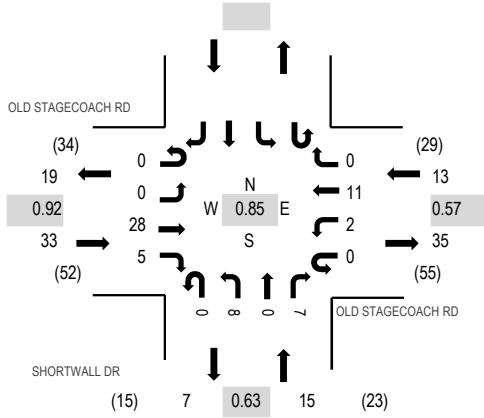 OLD STAGECOACH RD
(34)
(29)
0
0
19
13
N
0
11
0.92
W
0.85
E
0.57
28
2
33
S
35
5
0
(52)
(55)
0
8
0
7
OLD STAGECOACH RD
SHORTWALL DR
(15) 7 0.63 15 (23)